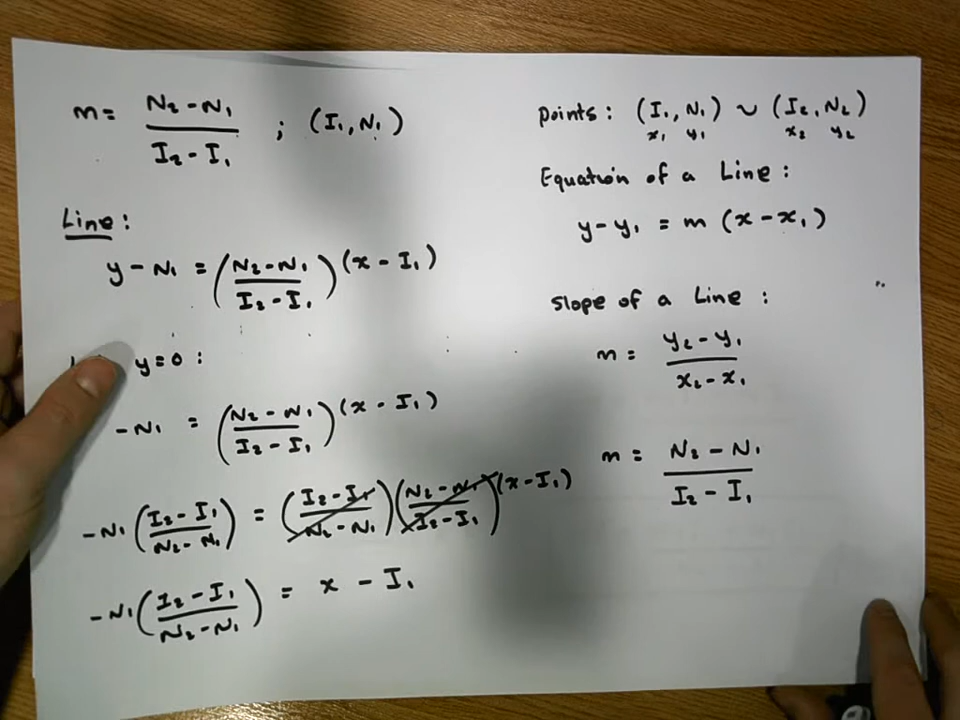 m = (N₂ - N₁)/(I₂ - I₁) ; (I₁, N₁)
Line:
y - N₁ = ((N₂ - N₁)/(I₂ - I₁))(x - I₁)
y = 0 :
-N₁ = ((N₂ - N₁)/(I₂ - I₁))(x - I₁)
-N₁((I₂ - I₁)/(N₂ - N₁)) = ((I₂ - I₁)/(N₂ - N₁))((N₂ - N₁)/(I₂ - I₁))(x - I₁)
-N₁((I₂ - I₁)/(N₂ - N₁)) = x - I₁
points: (I₁, N₁) ~ (I₂, N₂)
x₁ y₁ x₂ y₂
Equation of a Line:
y - y₁ = m (x - x₁)
Slope of a Line:
m = (y₂ - y₁)/(x₂ - x₁)
m = (N₂ - N₁)/(I₂ - I₁)